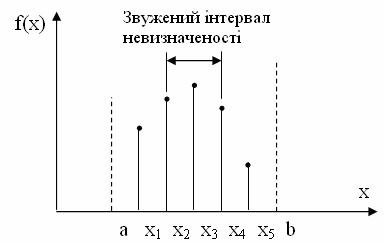 Звужений інтервал
невизначеності
f(x)
x
a x₁ x₂ x₃ x₄ x₅ b